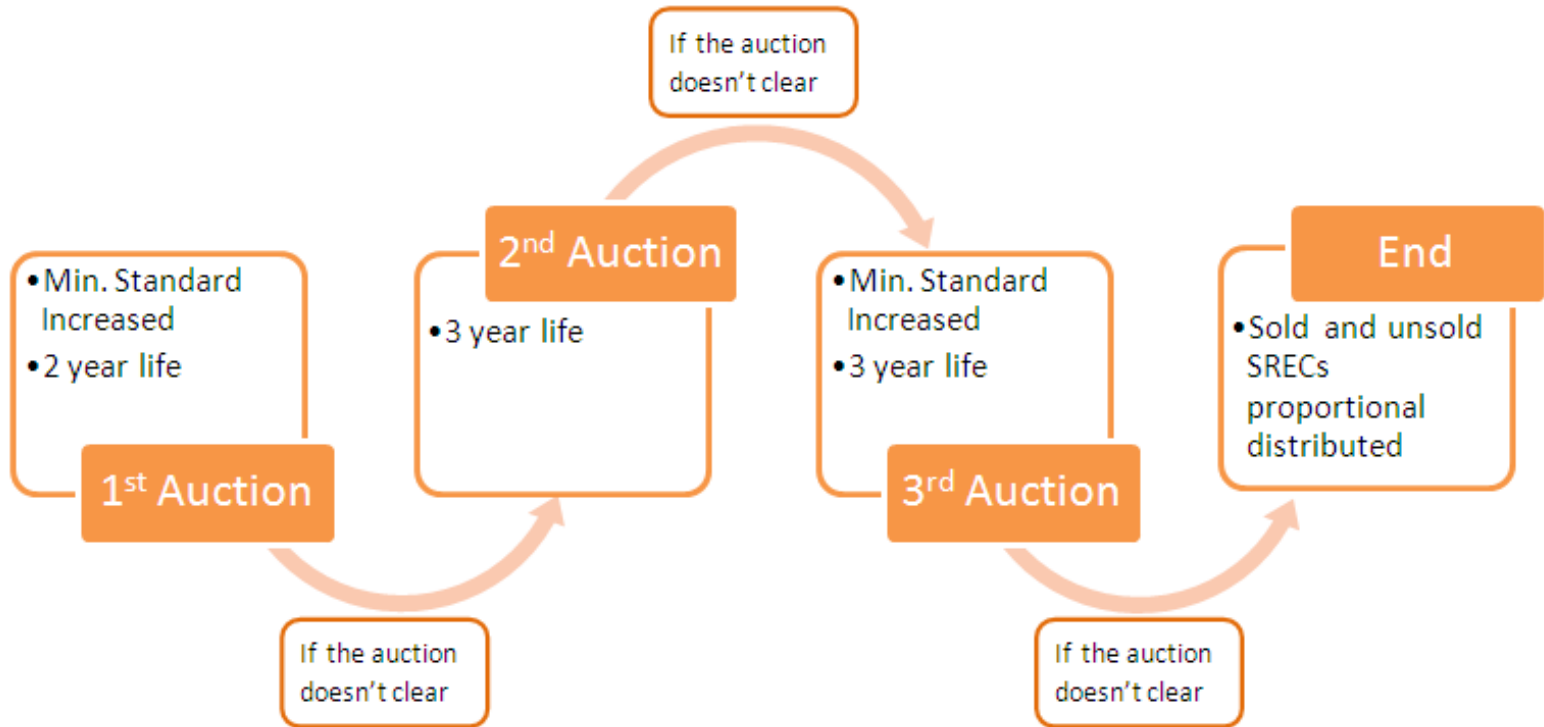 If the auction
doesn't clear
•Min. Standard
Increased
•2 year life
1st Auction
If the auction
doesn't clear
2nd Auction
•3 year life
•Min. Standard
Increased
•3 year life
3rd Auction
If the auction
doesn't clear
End
•Sold and unsold
SRECs
proportional
distributed